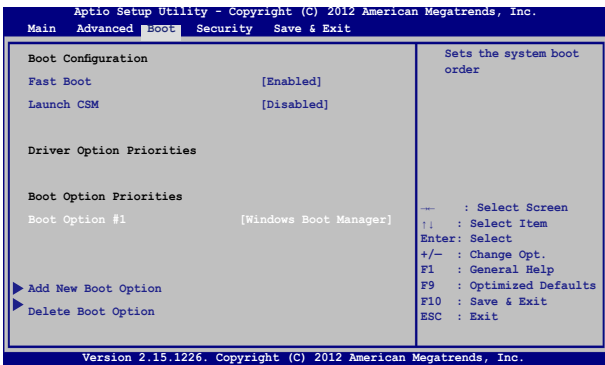 Aptio Setup Utility - Copyright (C) 2012 American Megatrends, Inc.
Main Advanced Boot Security Save & Exit
Boot Configuration
Fast Boot [Enabled]
Launch CSM [Disabled]
Driver Option Priorities
Boot Option Priorities
Boot Option #1 [Windows Boot Manager]
Add New Boot Option
Delete Boot Option
Sets the system boot
order
→← : Select Screen
↑↓ : Select Item
Enter: Select
+/— : Change Opt.
F1 : General Help
F9 : Optimized Defaults
F10 : Save & Exit
ESC : Exit
Version 2.15.1226. Copyright (C) 2012 American Megatrends, Inc.